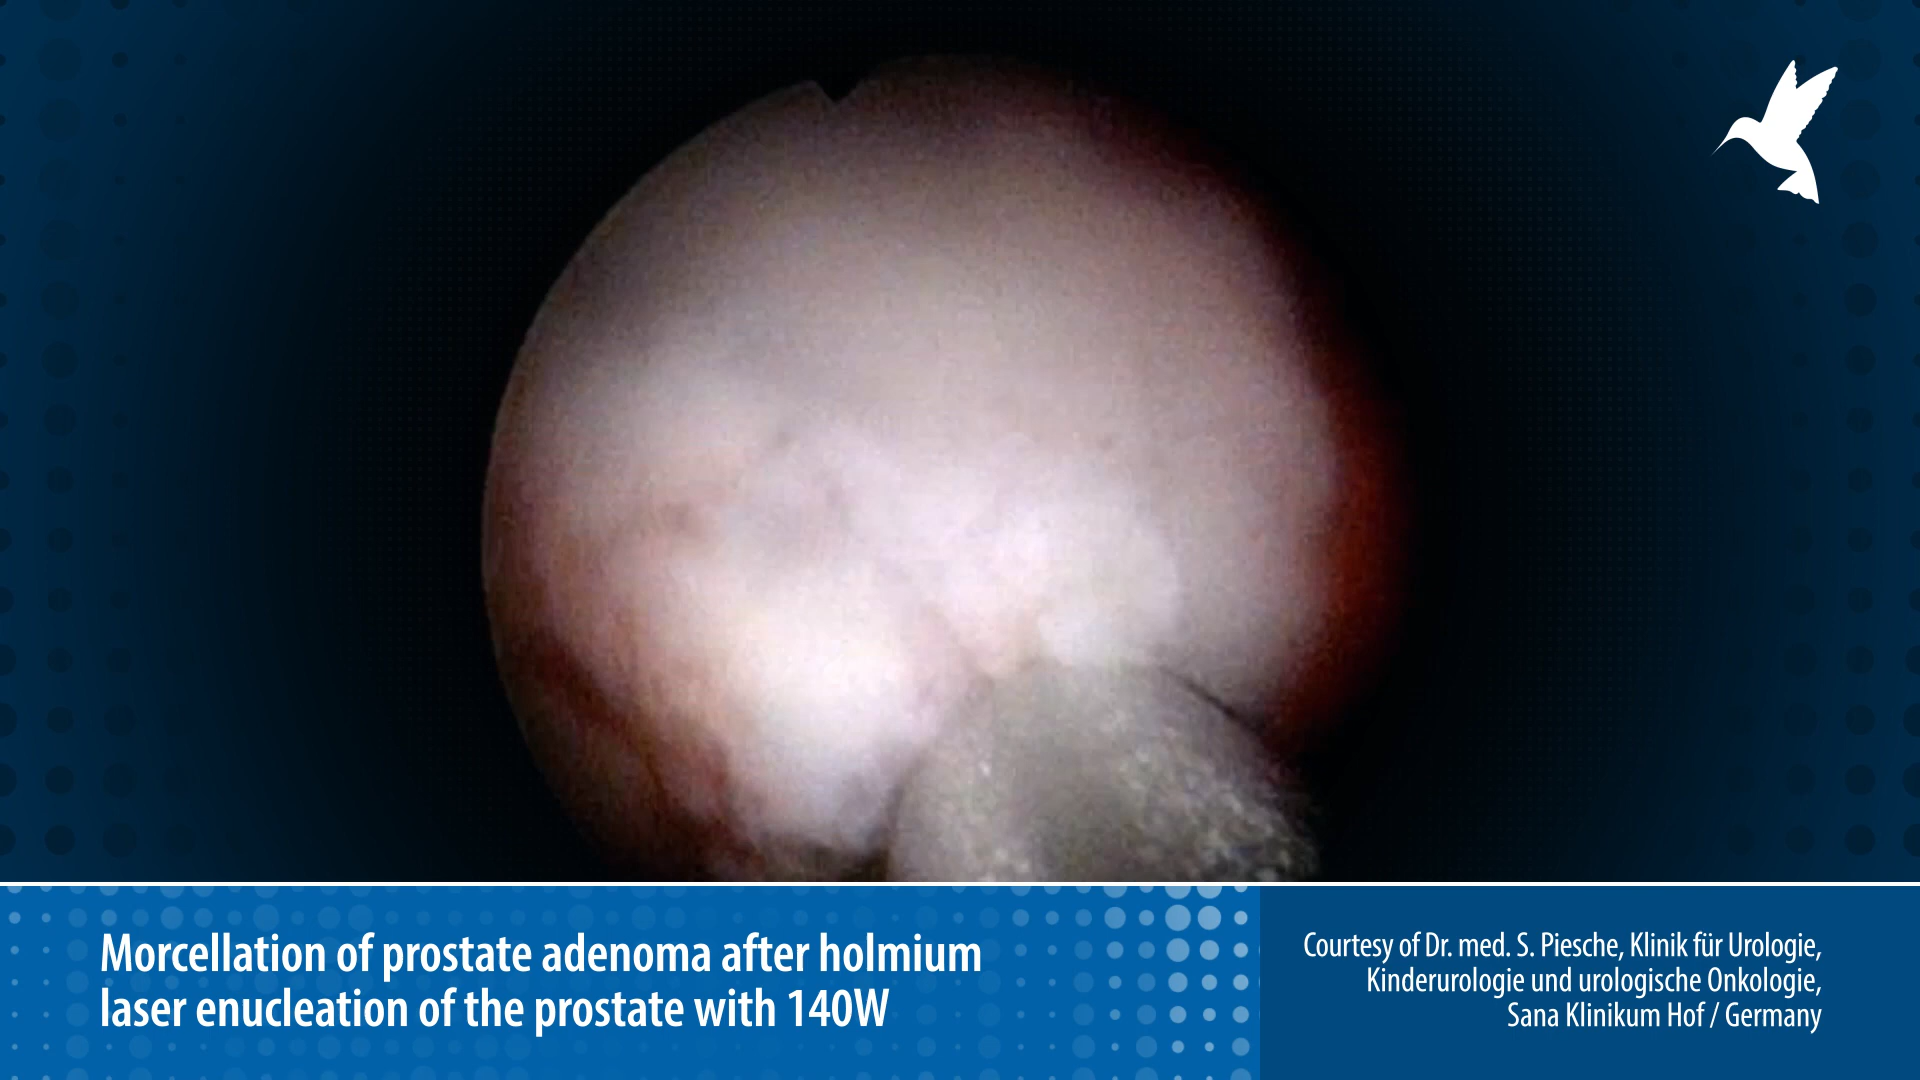 Morcellation of prostate adenoma after holmium
laser enucleation of the prostate with 140W
Courtesy of Dr. med. S. Piesche, Klinik für Urologie,
Kinderurologie und urologische Onkologie,
Sana Klinikum Hof / Germany